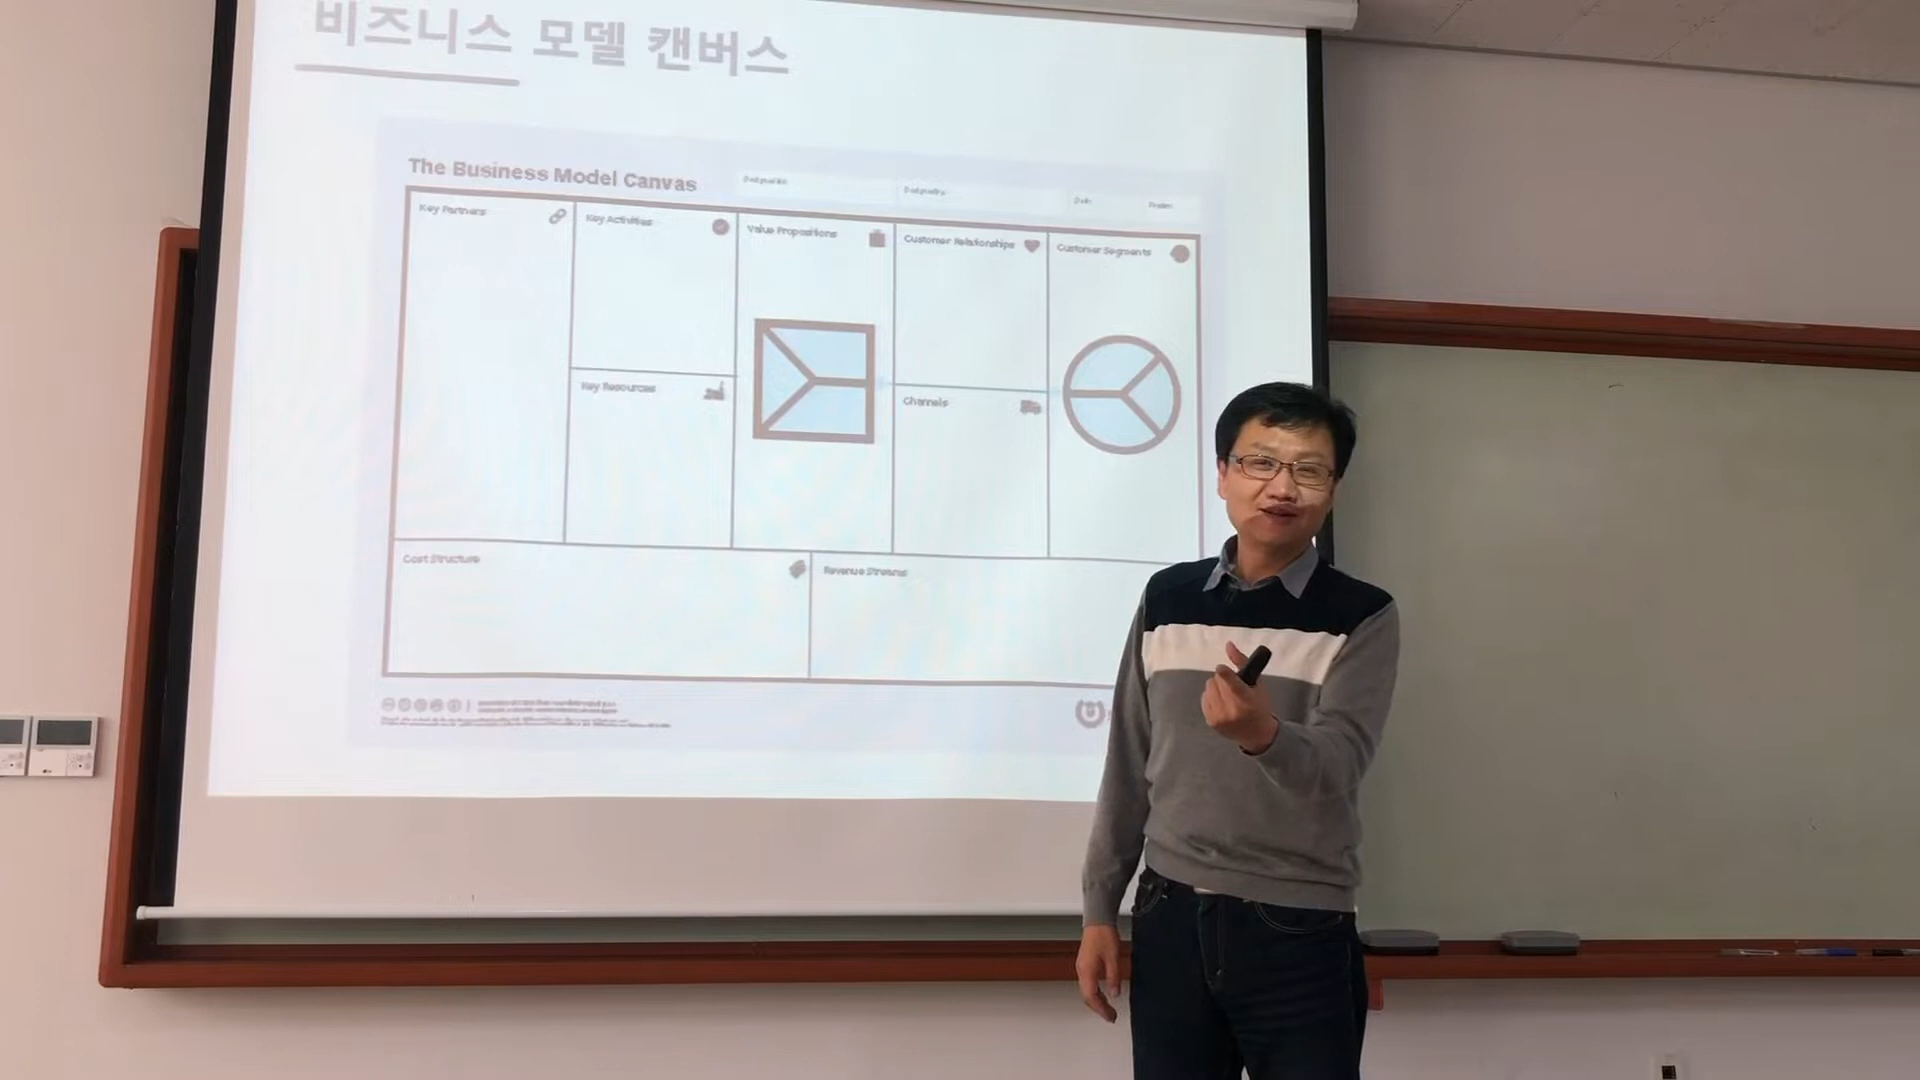 비즈니스 모델 캔버스
The Business Model Canvas
Key Partners
Key Activities
Value Propositions
Customer Relationships
Customer Segments
Key Resources
Channels
Cost Structure
Revenue Streams